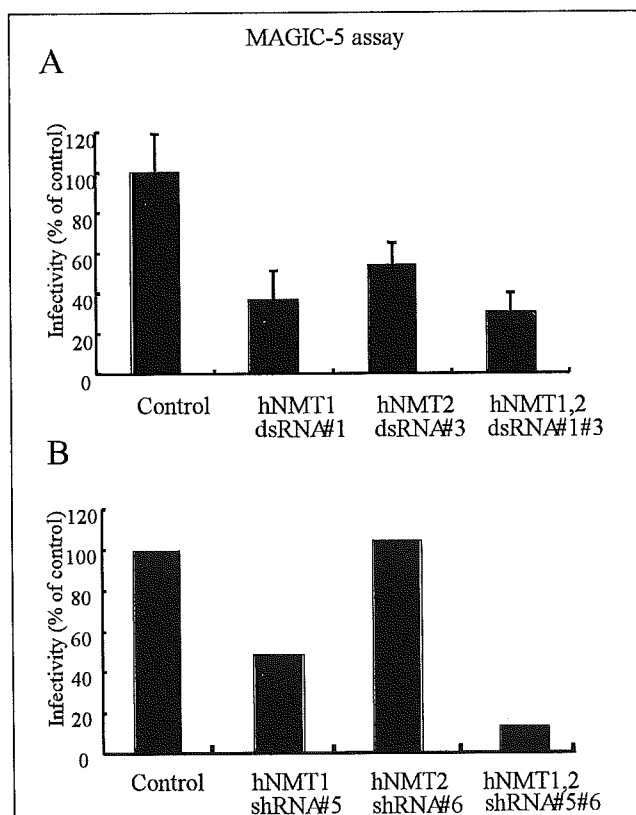 MAGIC-5 assay
A
Infectivity (% of control)
120
100
80
60
40
20
0
Control
hNMT1
dsRNA#1
hNMT2
dsRNA#3
hNMT1,2
dsRNA#1#3
B
Infectivity (% of control)
120
100
80
60
40
20
0
Control
hNMT1
shRNA#5
hNMT2
shRNA#6
hNMT1,2
shRNA#5#6